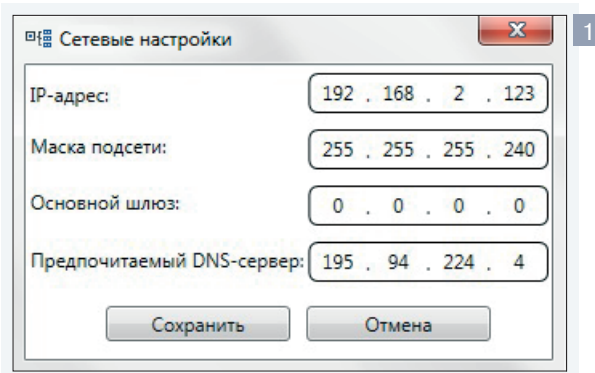 Сетевые настройки
1
IP-адрес: 192 . 168 . 2 . 123
Маска подсети: 255 . 255 . 255 . 240
Основной шлюз: 0 . 0 . 0 . 0
Предпочитаемый DNS-сервер: 195 . 94 . 224 . 4
Сохранить Отмена